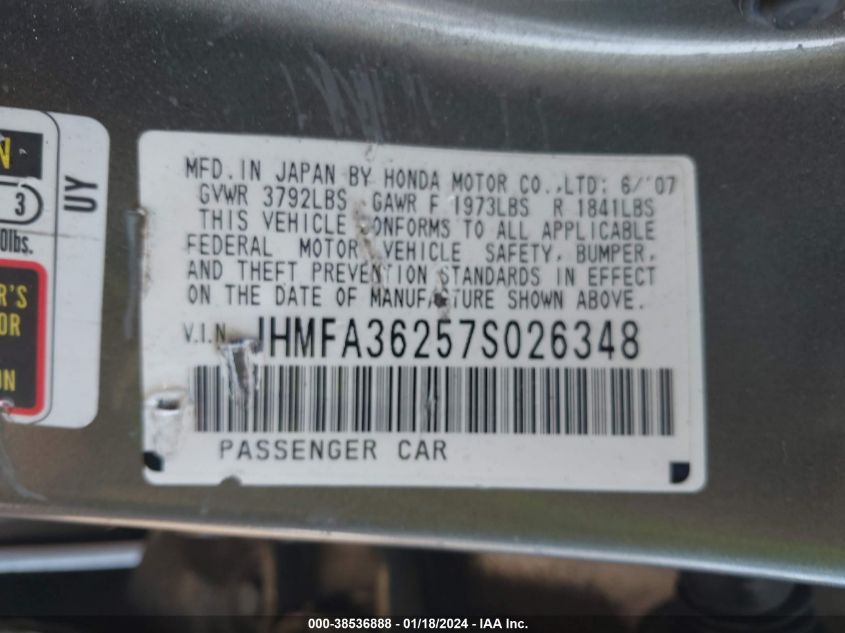 N
3
0lbs.
UY
R'S
OR
N
MFD. IN JAPAN BY HONDA MOTOR CO., LTD: 6/'07
GVWR 3792LBS GAWR F 1973LBS R 1841LBS
THIS VEHICLE CONFORMS TO ALL APPLICABLE
FEDERAL MOTOR VEHICLE SAFETY, BUMPER,
AND THEFT PREVENTION STANDARDS IN EFFECT
ON THE DATE OF MANUFACTURE SHOWN ABOVE.
V.I.N. JHMFA36257S026348
PASSENGER CAR
000-38536888 - 01/18/2024 - IAA Inc.